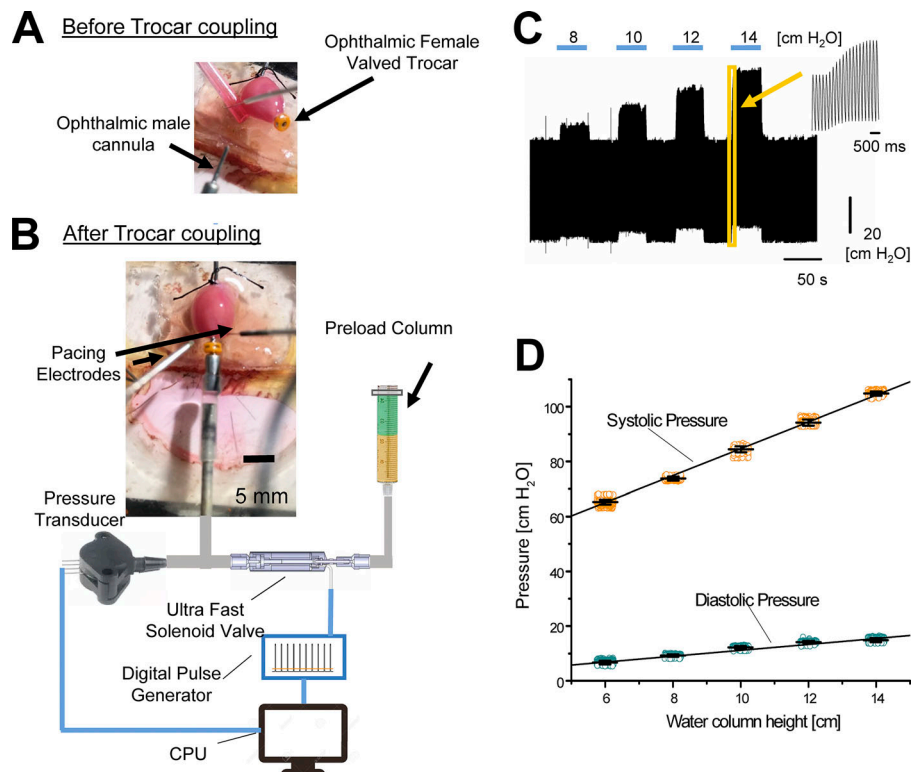 A
Before Trocar coupling
Ophthalmic Female
Valved Trocar
Ophthalmic male
cannula
B
After Trocar coupling
Pacing
Electrodes
Preload Column
5 mm
Pressure
Transducer
Ultra Fast
Solenoid Valve
Digital Pulse
Generator
CPU
C
8 10 12 14 [cm H2O]
500 ms
20
[cm H2O]
50 s
D
Pressure [cm H2O]
100
80
60
40
20
0
Systolic Pressure
Diastolic Pressure
6 8 10 12 14
Water column height [cm]